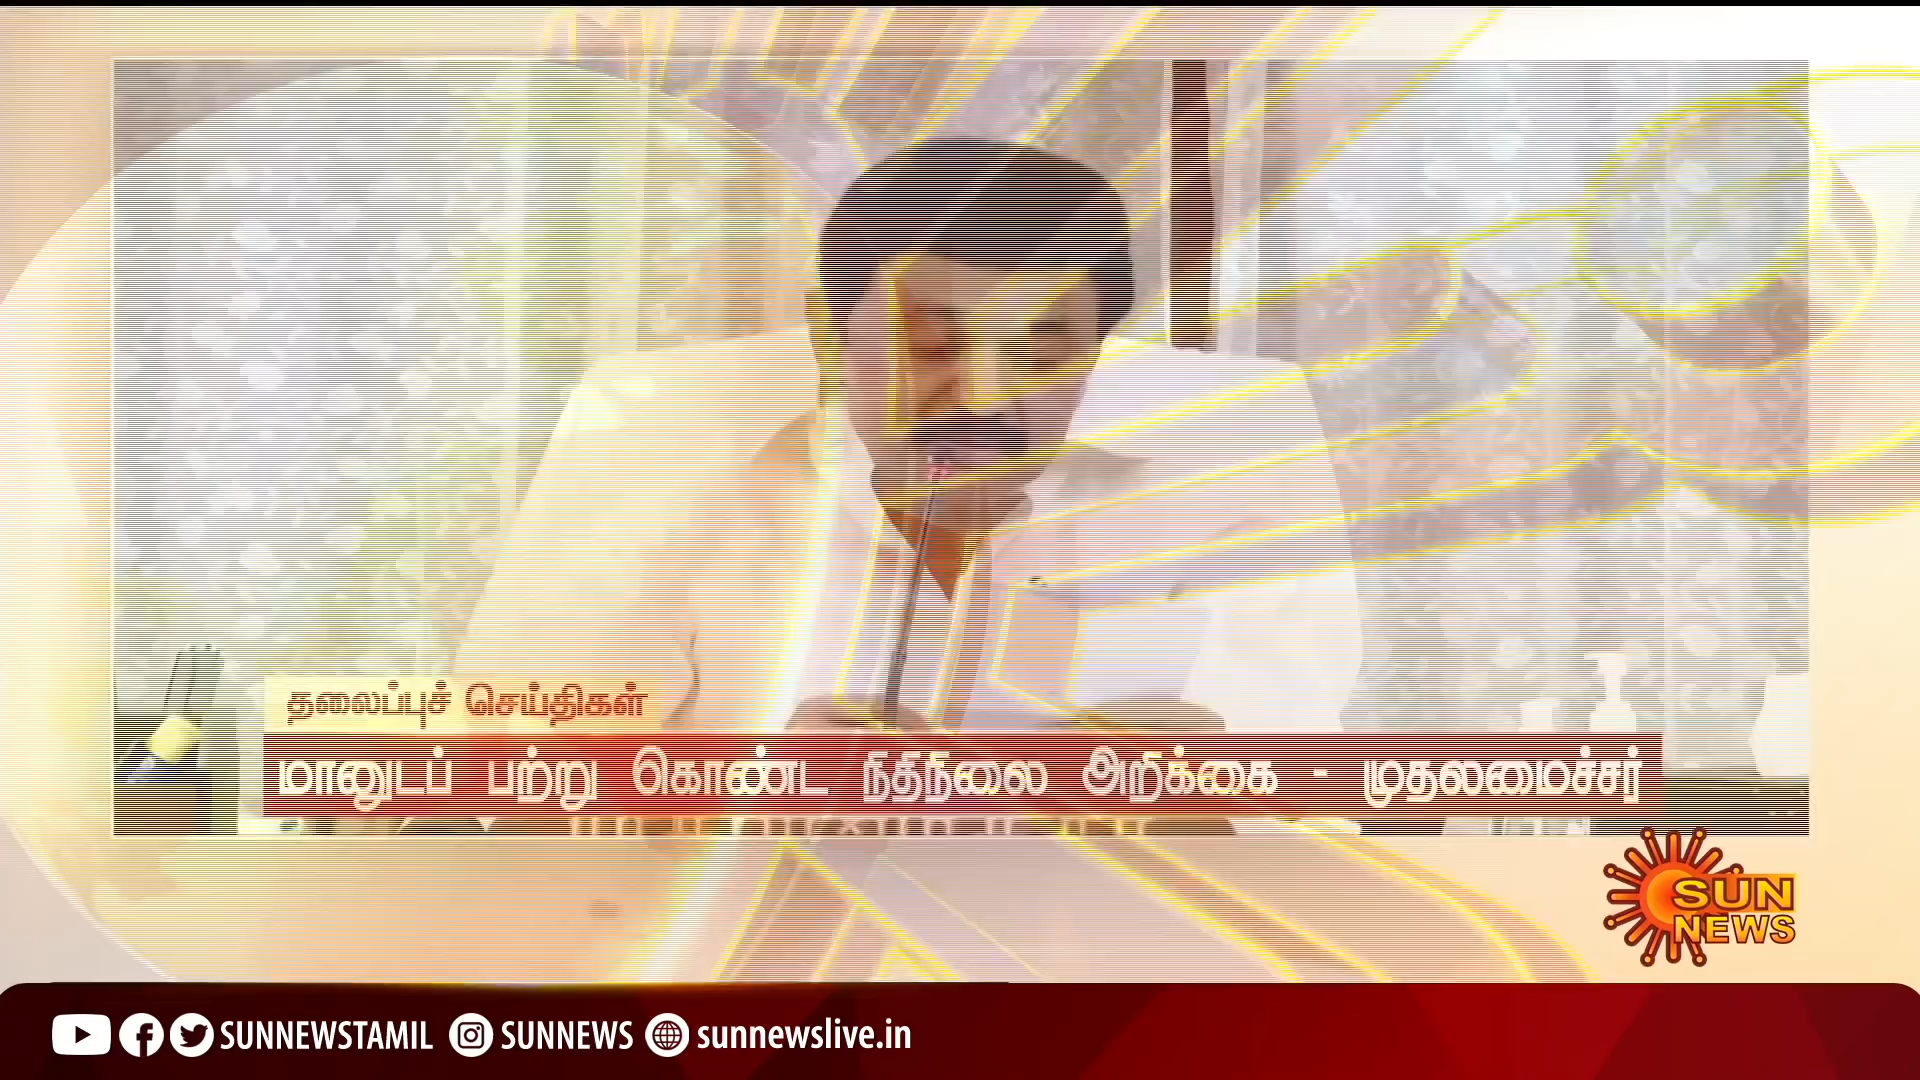 தலைப்புச் செய்திகள்
மானுடப் பற்று கொண்ட நிதிநிலை அறிக்கை - முதலமைச்சர்
SUN
NEWS
SUNNEWSTAMIL SUNNEWS sunnewslive.in